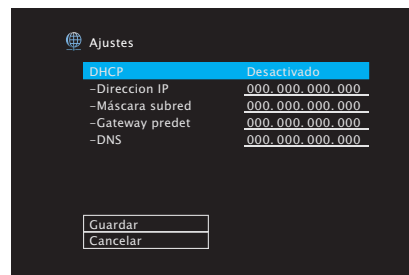 Ajustes
DHCP Desactivado
-Direccion IP 000.000.000.000
-Máscara subred 000.000.000.000
-Gateway predet 000.000.000.000
-DNS 000.000.000.000
Guardar
Cancelar